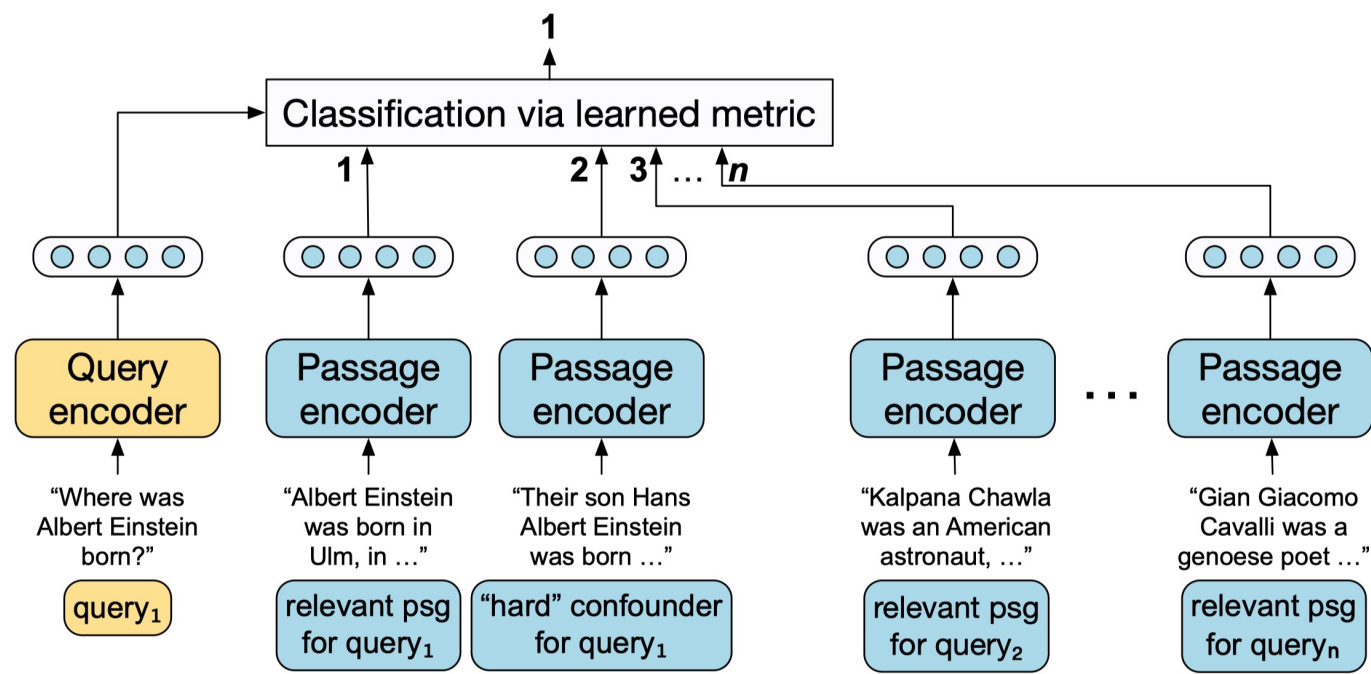 1
Classification via learned metric
1
2
3
...
n
Query
encoder
Passage
encoder
Passage
encoder
Passage
encoder
...
Passage
encoder
“Where was
Albert Einstein
born?”
“Albert Einstein
was born in
Ulm, in ...”
“Their son Hans
Albert Einstein
was born ...”
“Kalpana Chawla
was an American
astronaut, ...”
“Gian Giacomo
Cavalli was a
genoese poet ...”
query₁
relevant psg
for query₁
“hard” confounder
for query₁
relevant psg
for query₂
relevant psg
for queryₙ